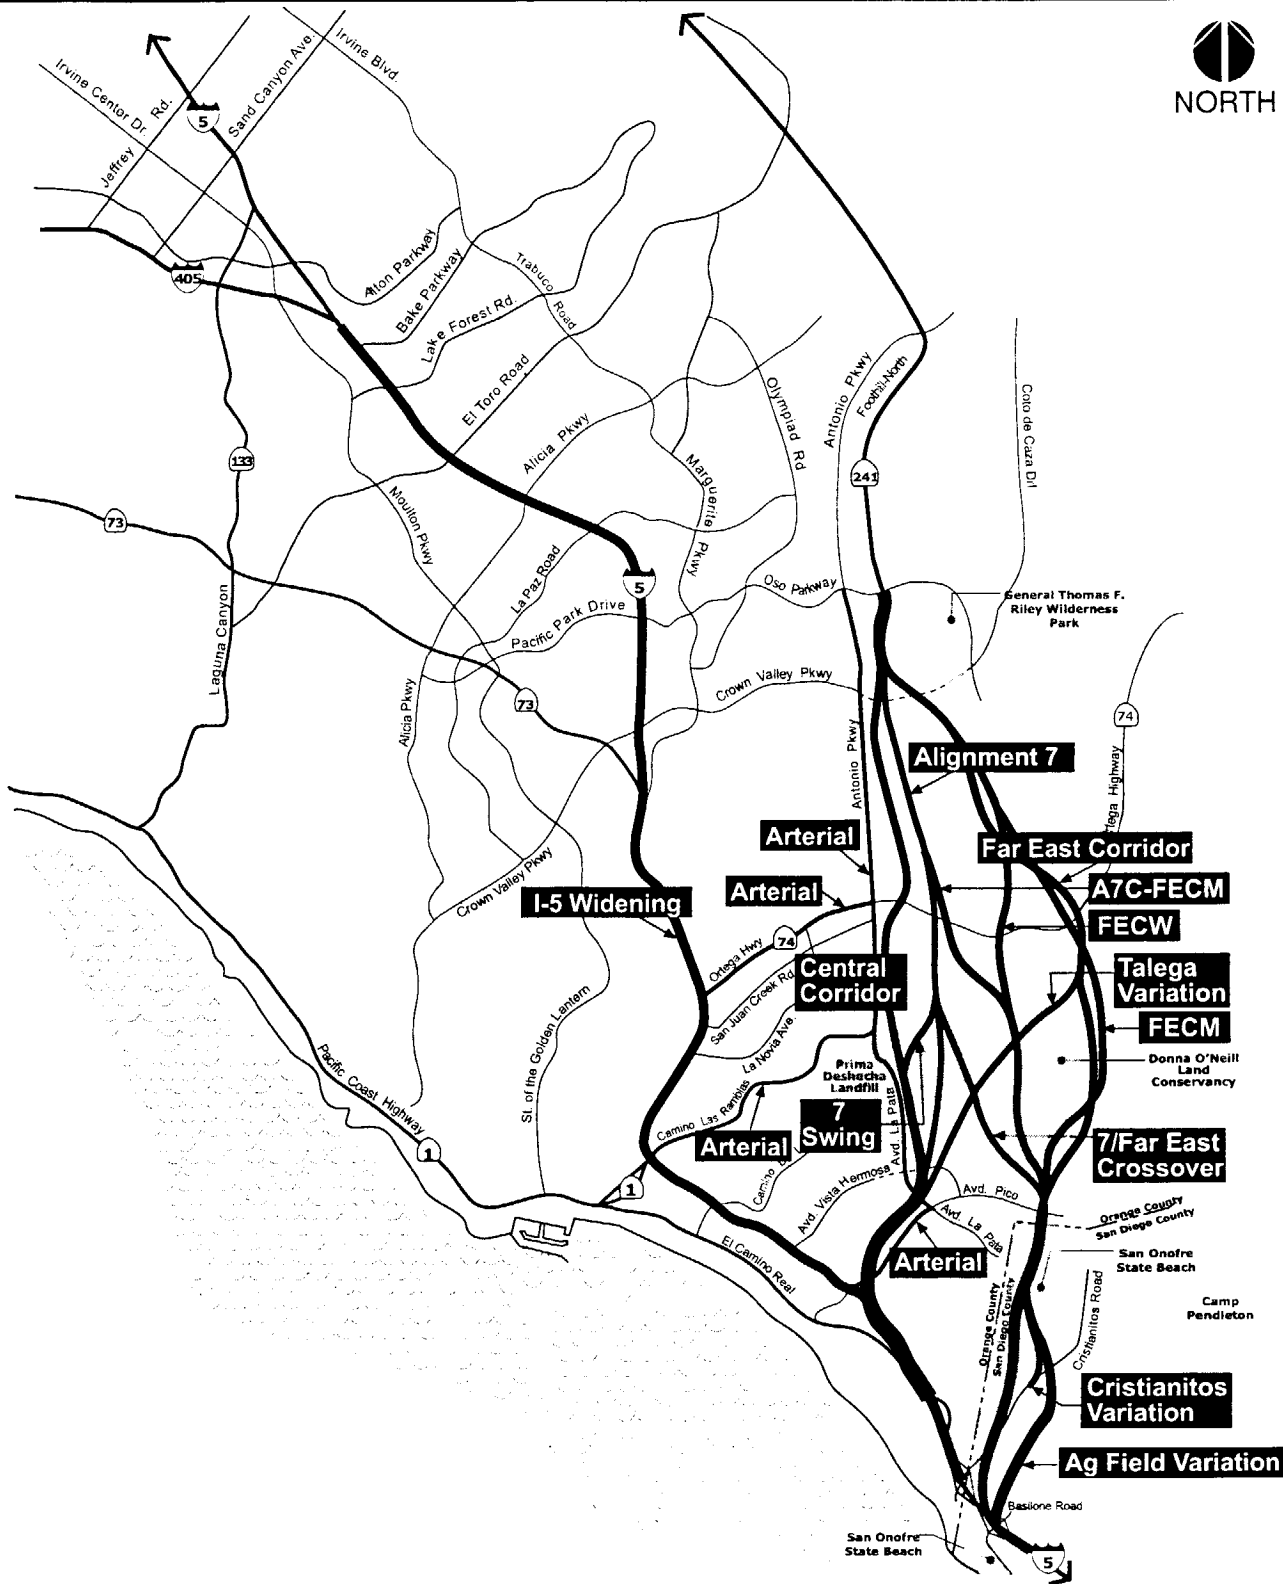 NORTH
Irvine Blvd.
Sand Canyon Ave.
Irvine Centor Dr.
Jeffrey Rd.
5
405
Alton Parkway
Bake Parkway
Trabuco Road
Lake Forest Rd.
El Toro Road
Alicia Pkwy
Olympiad Rd
Antonio Pkwy
Foothill-North
Coto de Caza Dr
241
133
73
Moulton Pkwy
Marguerite Pkwy
La Paz Road
5
Oso Parkway
General Thomas F.
Riley Wilderness
Park
Pacific Park Drive
Laguna Canyon
Crown Valley Pkwy
Alicia Pkwy
73
74
Antonio Pkwy
Alignment 7
Ortega Highway
Arterial
Far East Corridor
Crown Valley Pkwy
Arterial
A7C-FECM
I-5 Widening
FECW
74
Ortega Hwy
Central
Corridor
Talega
Variation
San Juan Creek Rd.
FECM
St. of the Golden Lantern
La Novia Ave.
Prima
Deshecha
Landfill
Donna O'Neill
Land
Conservancy
Pacific Coast Highway
Camino Las Ramblas
7
Swing
Avd. La Pata
Arterial
7/Far East
Crossover
1
Camino
Avd. Vista Hermosa
1
Avd. Pico
Orange County
San Diego County
Avd. La Pata
El Camino Real
Arterial
San Onofre
State Beach
Orange County
San Diego County
Cristianitos Road
Camp
Pendleton
Cristianitos
Variation
Ag Field Variation
Basilone Road
San Onofre
State Beach
5